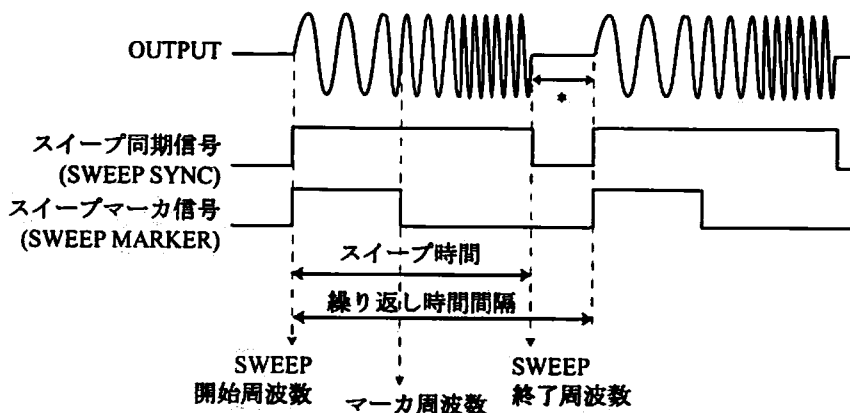 OUTPUT
*
スイープ同期信号
(SWEEP SYNC)
スイープマーカ信号
(SWEEP MARKER)
スイープ時間
繰り返し時間間隔
SWEEP
開始周波数
マーカ周波数
SWEEP
終了周波数